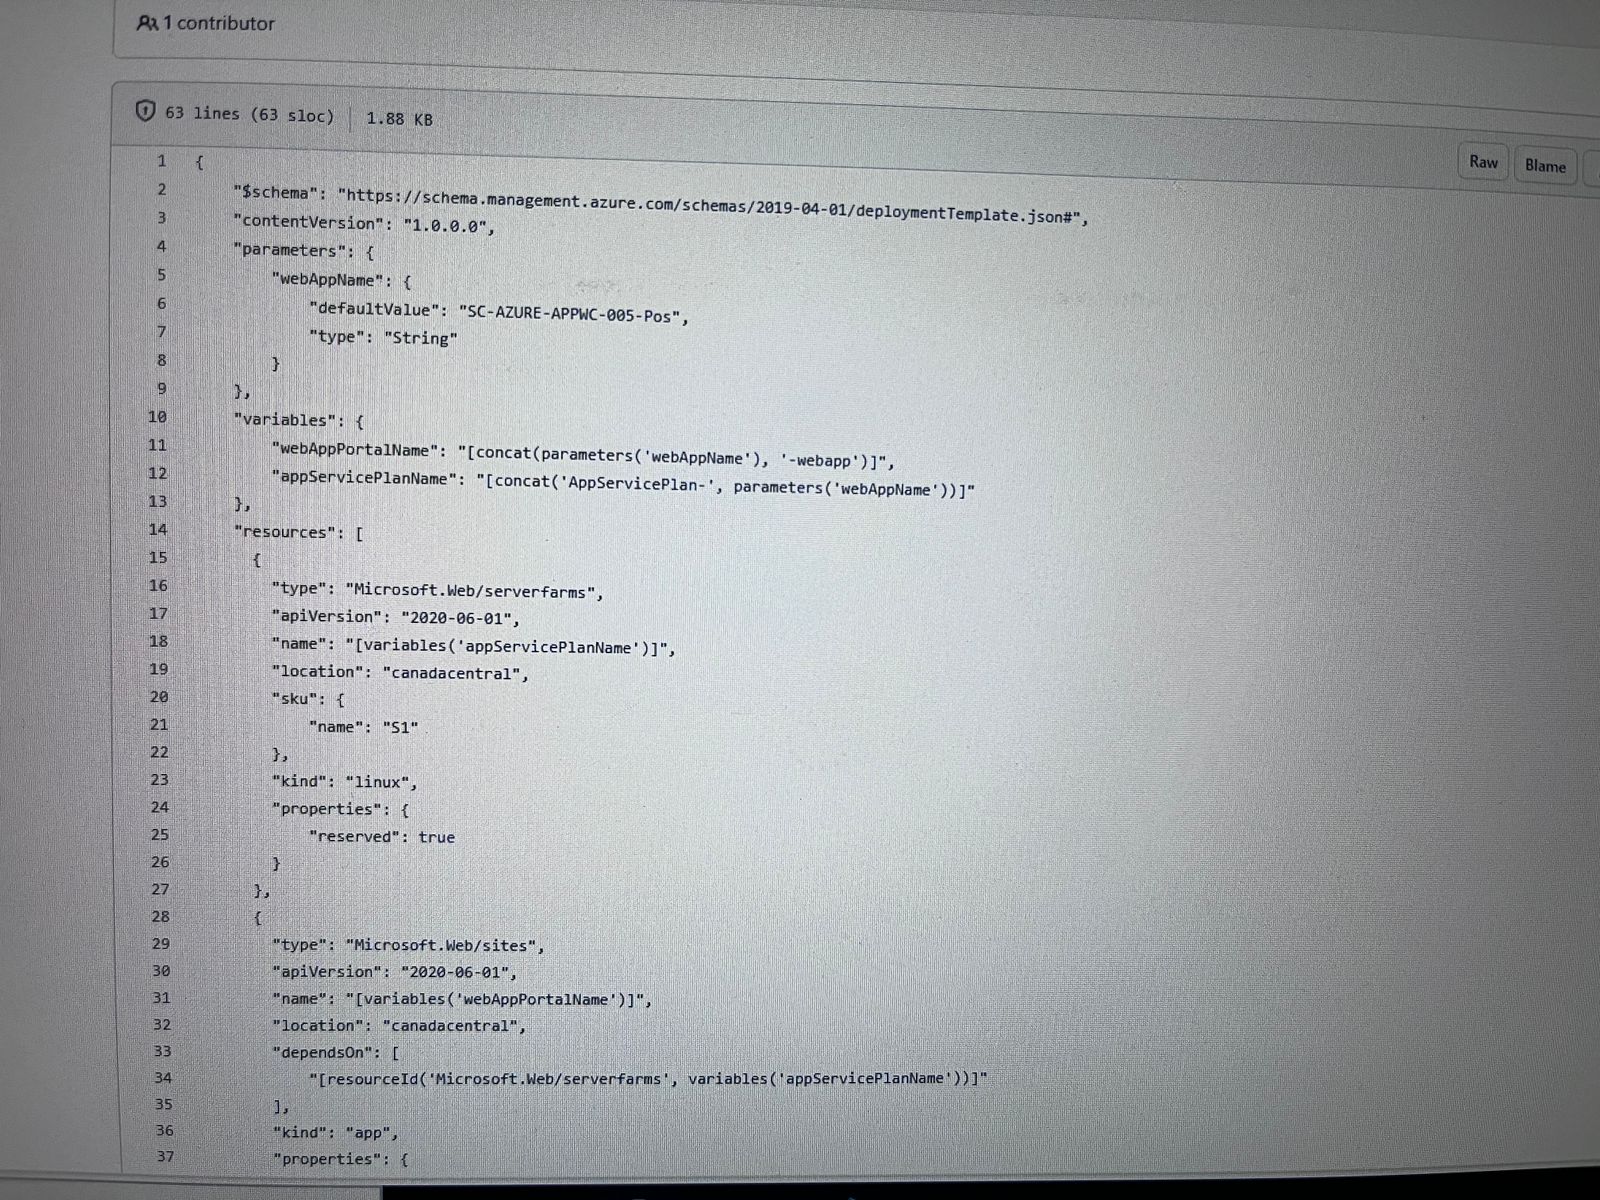 1 contributor
63 lines (63 sloc) 1.88 KB
Raw Blame
1 {
2 "$schema": "https://schema.management.azure.com/schemas/2019-04-01/deploymentTemplate.json#",
3 "contentVersion": "1.0.0.0",
4 "parameters": {
5 "webAppName": {
6 "defaultValue": "SC-AZURE-APPWC-005-Pos",
7 "type": "String"
8 }
9 },
10 "variables": {
11 "webAppPortalName": "[concat(parameters('webAppName'), '-webapp')]",
12 "appServicePlanName": "[concat('AppServicePlan-', parameters('webAppName'))]"
13 },
14 "resources": [
15 {
16 "type": "Microsoft.Web/serverfarms",
17 "apiVersion": "2020-06-01",
18 "name": "[variables('appServicePlanName')]",
19 "location": "canadacentral",
20 "sku": {
21 "name": "S1"
22 },
23 "kind": "linux",
24 "properties": {
25 "reserved": true
26 }
27 },
28 {
29 "type": "Microsoft.Web/sites",
30 "apiVersion": "2020-06-01",
31 "name": "[variables('webAppPortalName')]",
32 "location": "canadacentral",
33 "dependsOn": [
34 "[resourceId('Microsoft.Web/serverfarms', variables('appServicePlanName'))]"
35 ],
36 "kind": "app",
37 "properties": {